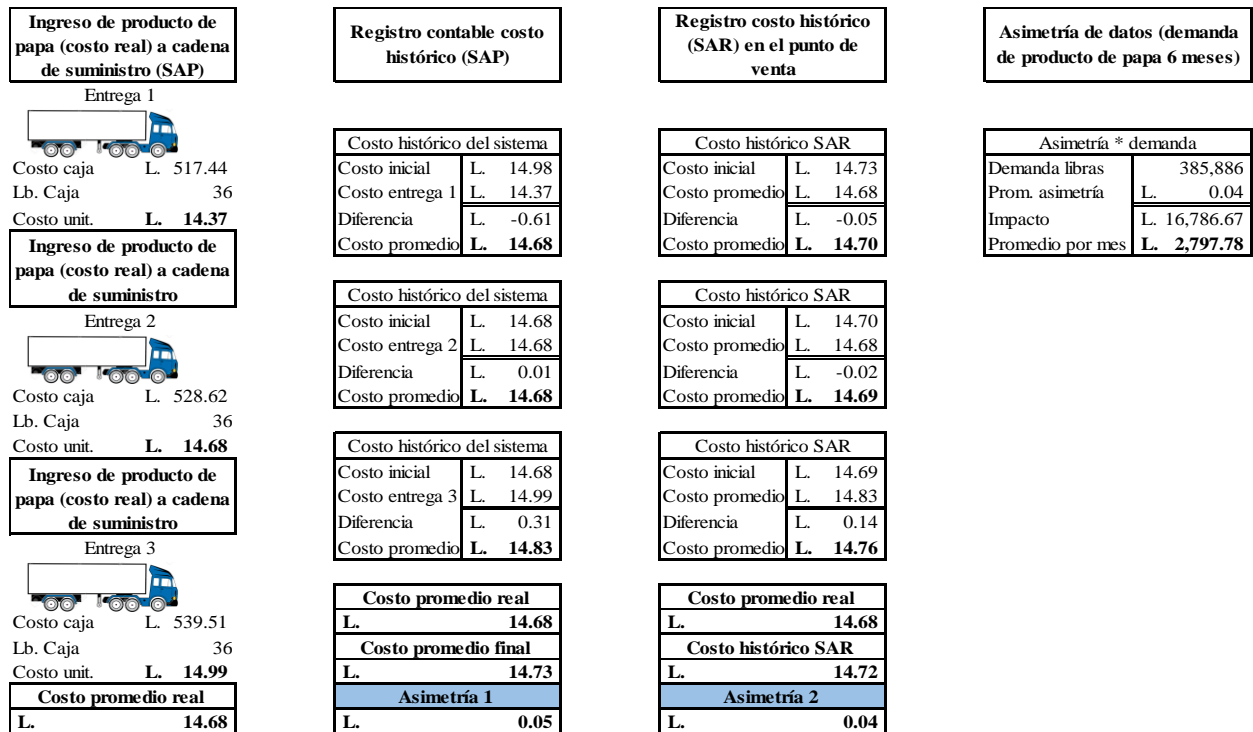 Ingreso de producto de
papa (costo real) a cadena
de suministro (SAP)
Entrega 1
Costo caja L. 517.44
Lb. Caja 36
Costo unit. L. 14.37
Ingreso de producto de
papa (costo real) a cadena
de suministro
Entrega 2
Costo caja L. 528.62
Lb. Caja 36
Costo unit. L. 14.68
Ingreso de producto de
papa (costo real) a cadena
de suministro
Entrega 3
Costo caja L. 539.51
Lb. Caja 36
Costo unit. L. 14.99
Costo promedio real
L. 14.68
Registro contable costo
histórico (SAP)
Costo histórico del sistema
Costo inicial L. 14.98
Costo entrega 1 L. 14.37
Diferencia L. -0.61
Costo promedio L. 14.68
Costo histórico del sistema
Costo inicial L. 14.68
Costo entrega 2 L. 14.68
Diferencia L. 0.01
Costo promedio L. 14.68
Costo histórico del sistema
Costo inicial L. 14.68
Costo entrega 3 L. 14.99
Diferencia L. 0.31
Costo promedio L. 14.83
Costo promedio real
L. 14.68
Costo promedio final
L. 14.73
Asimetría 1
L. 0.05
Registro costo histórico
(SAR) en el punto de
venta
Costo histórico SAR
Costo inicial L. 14.73
Costo promedio L. 14.68
Diferencia L. -0.05
Costo promedio L. 14.70
Costo histórico SAR
Costo inicial L. 14.70
Costo promedio L. 14.68
Diferencia L. -0.02
Costo promedio L. 14.69
Costo histórico SAR
Costo inicial L. 14.69
Costo promedio L. 14.83
Diferencia L. 0.14
Costo promedio L. 14.76
Costo promedio real
L. 14.68
Costo histórico SAR
L. 14.72
Asimetría 2
L. 0.04
Asimetría de datos (demanda
de producto de papa 6 meses)
Asimetría * demanda
Demanda libras 385,886
Prom. asimetría L. 0.04
Impacto L. 16,786.67
Promedio por mes L. 2,797.78